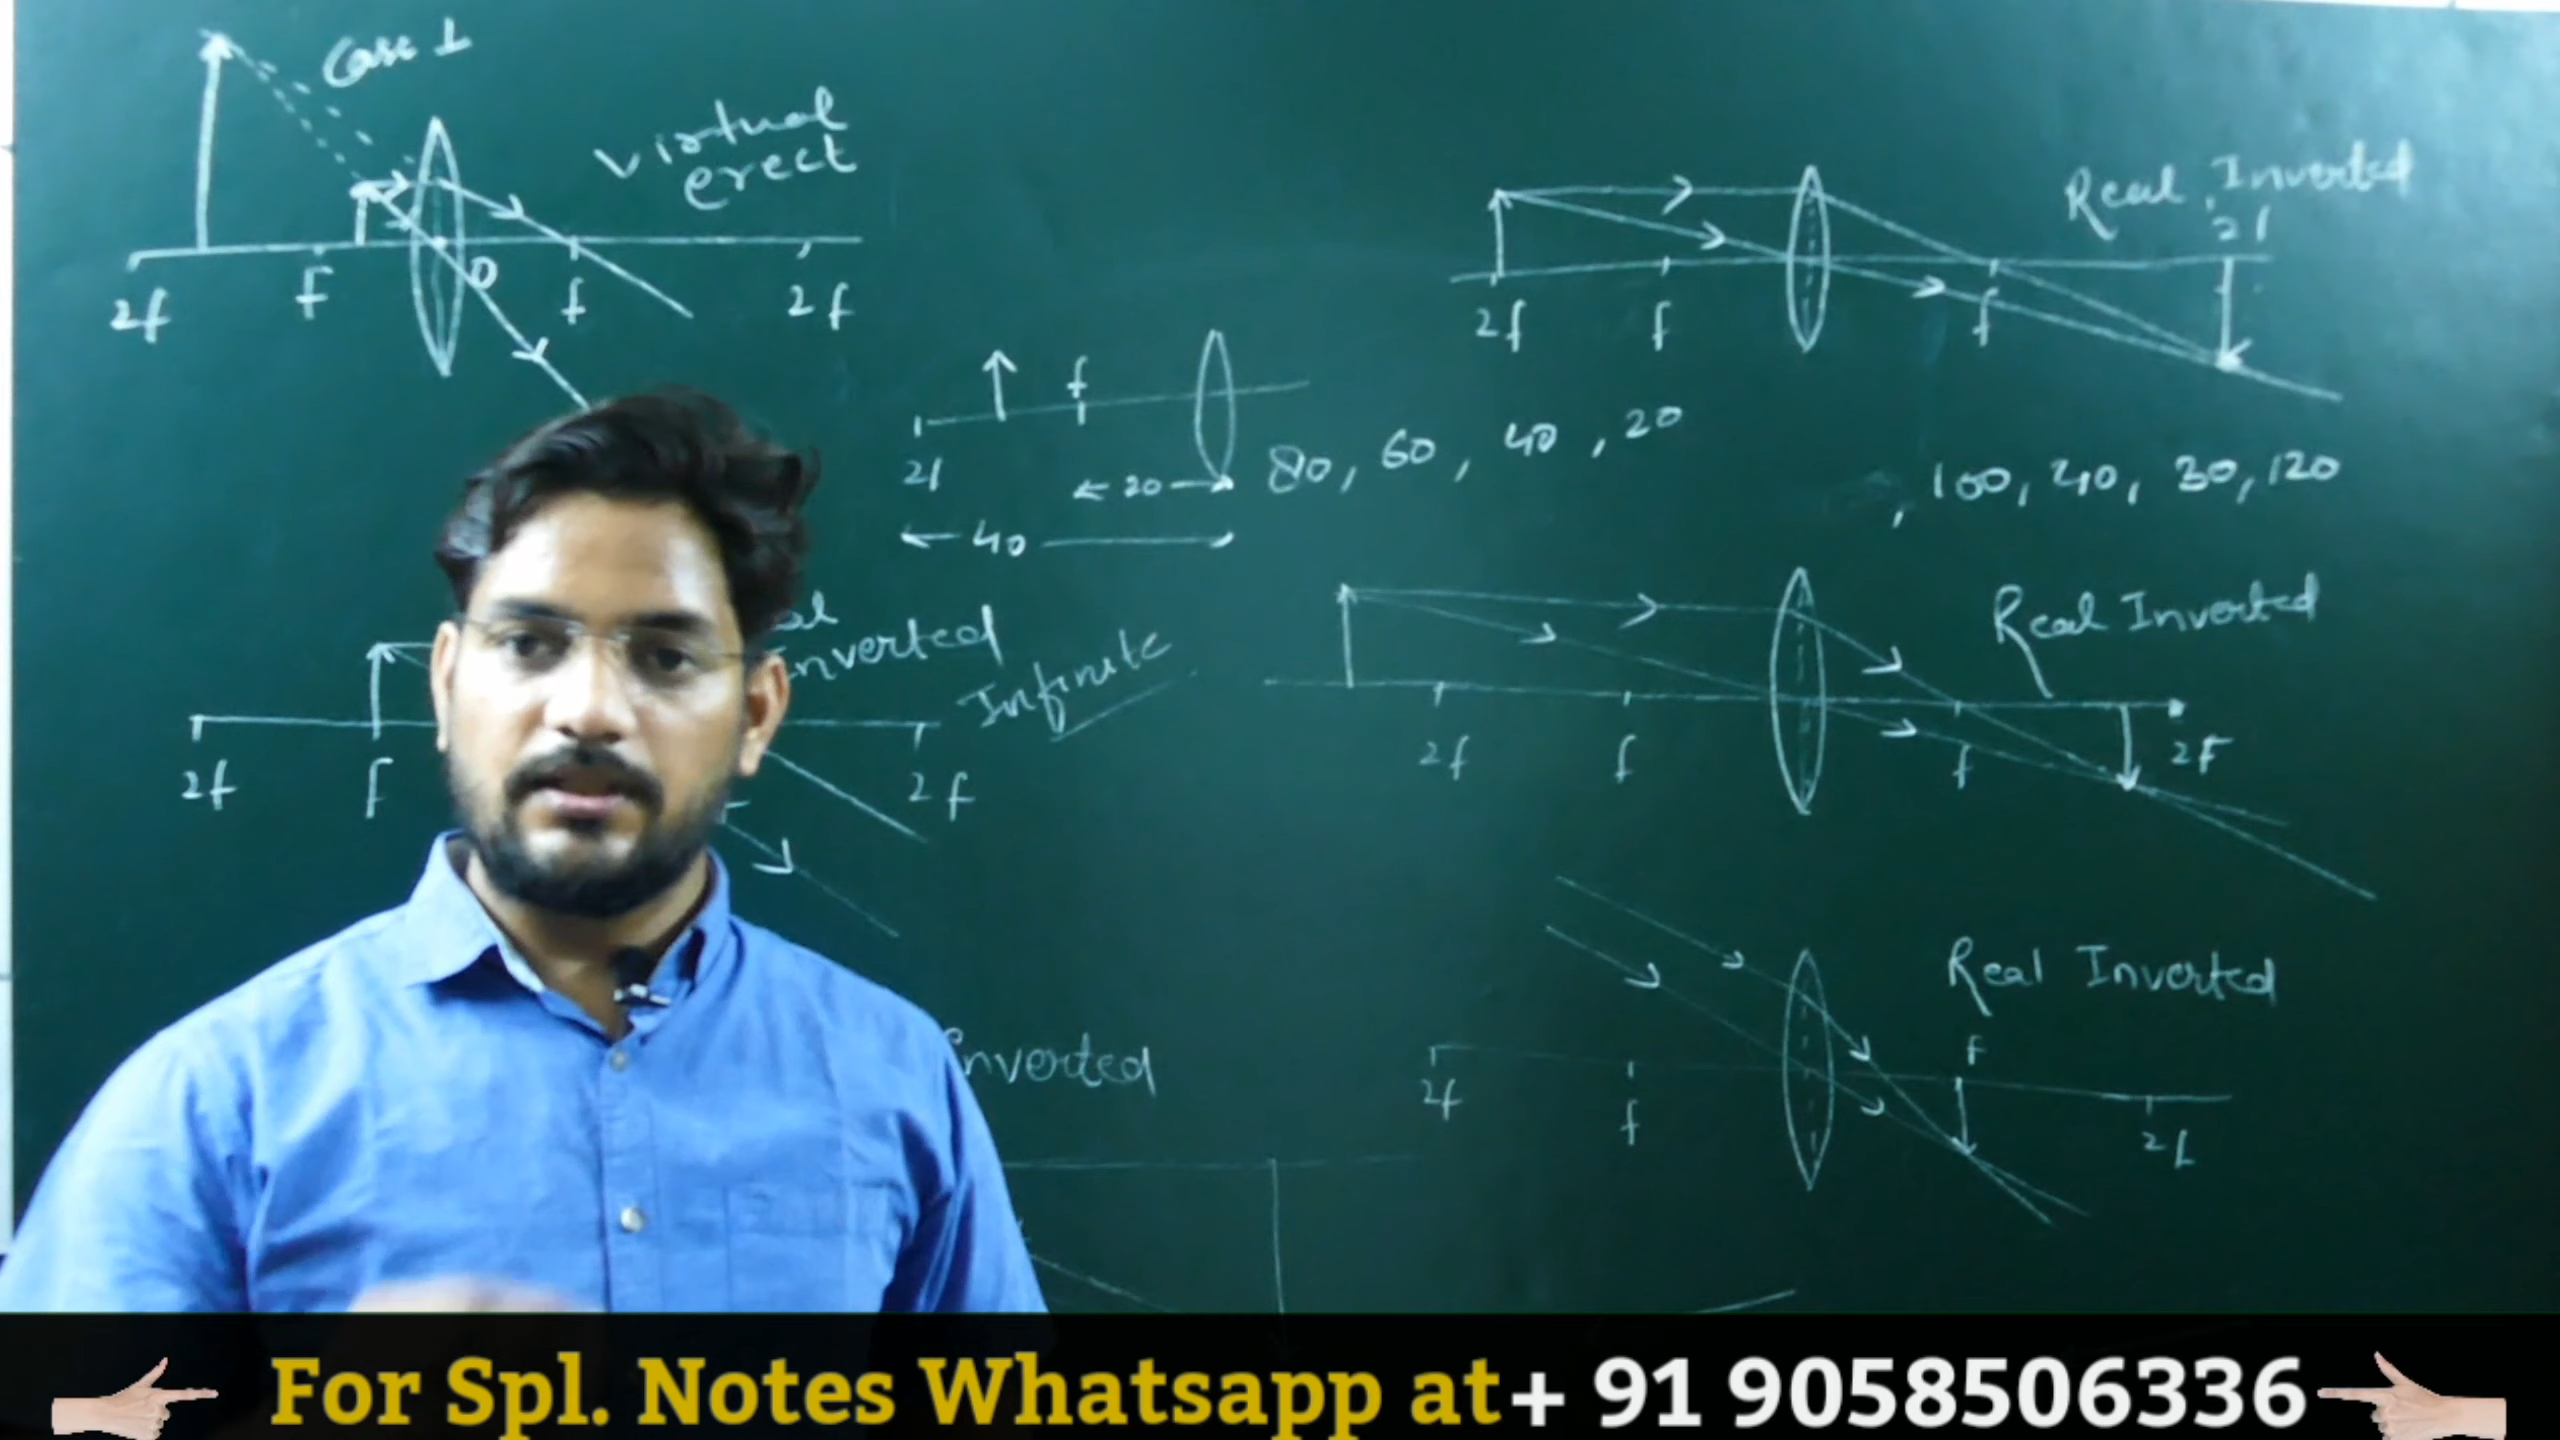 Case 1
virtual
erect
2f
f
O
f
2f
Real, Inverted
2f
2f
f
f
f
2f
20
40
80, 60, 40, 20
, 100, 40, 30, 120
Inverted
Infinite
2f
f
2f
Real Inverted
2f
f
f
2F
Inverted
Real Inverted
2f
f
f
2f
For Spl. Notes Whatsapp at + 91 9058506336